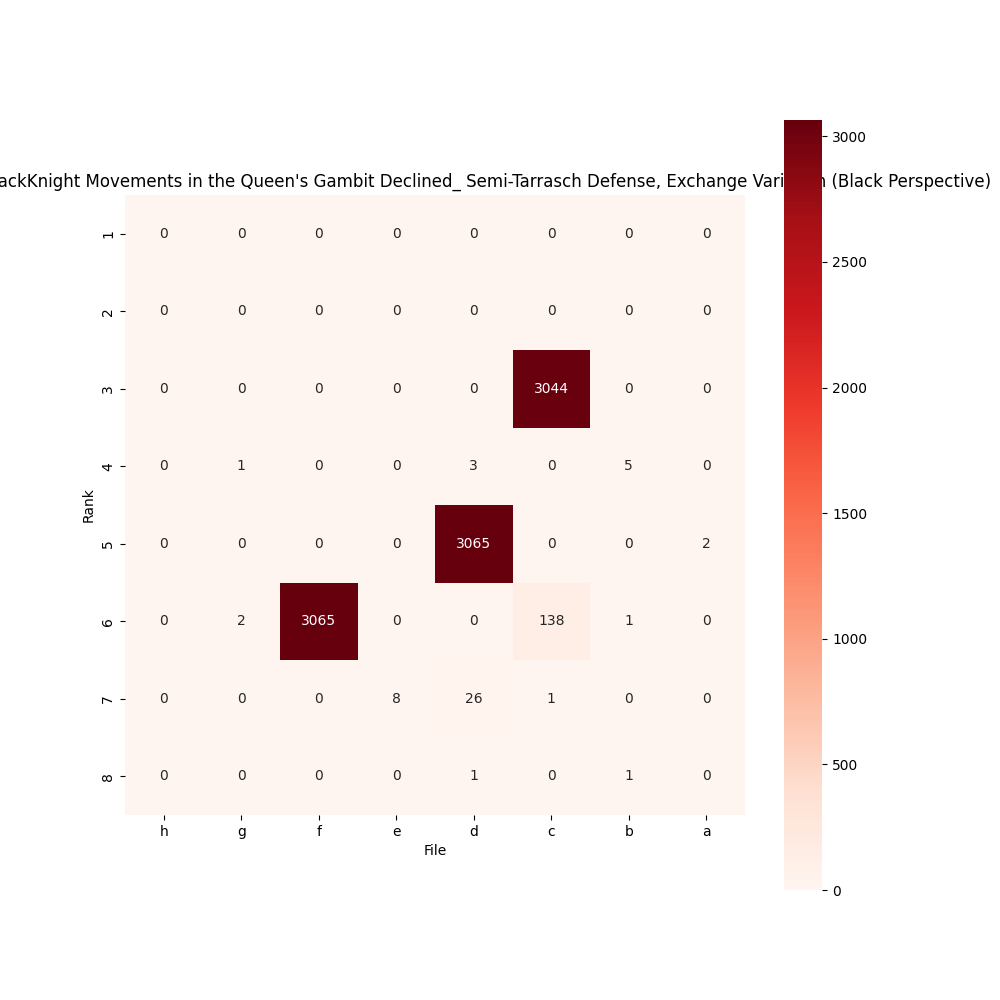 3000
ackKnight Movements in the Queen's Gambit Declined_ Semi-Tarrasch Defense, Exchange Vari n (Black Perspective)
1 0 0 0 0 0 0 0 0
2 0 0 0 0 0 0 0 0
3 0 0 0 0 0 3044 0 0
4 0 1 0 0 3 0 5 0
5 0 0 0 0 3065 0 0 2
6 0 2 3065 0 0 138 1 0
7 0 0 0 8 26 1 0 0
8 0 0 0 0 1 0 1 0
Rank
h g f e d c b a
File
2500
2000
1500
1000
500
0